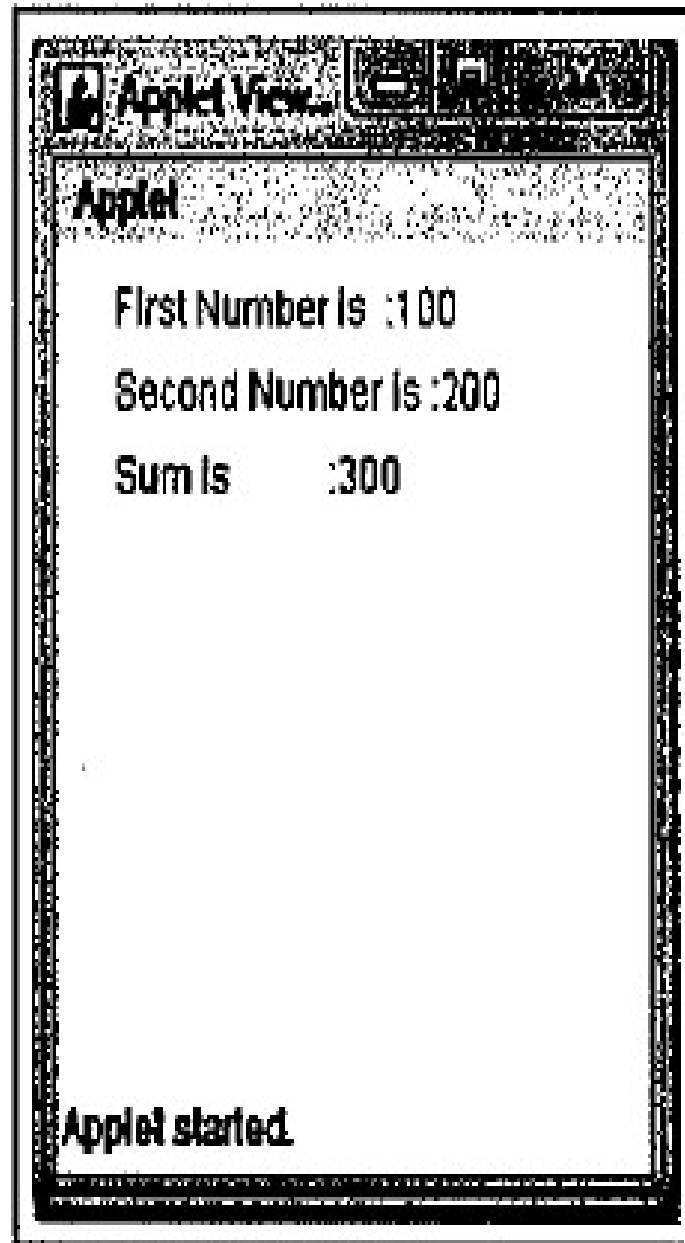 Applet View...
Applet
First Number is :100
Second Number is :200
Sum is :300
Applet started.